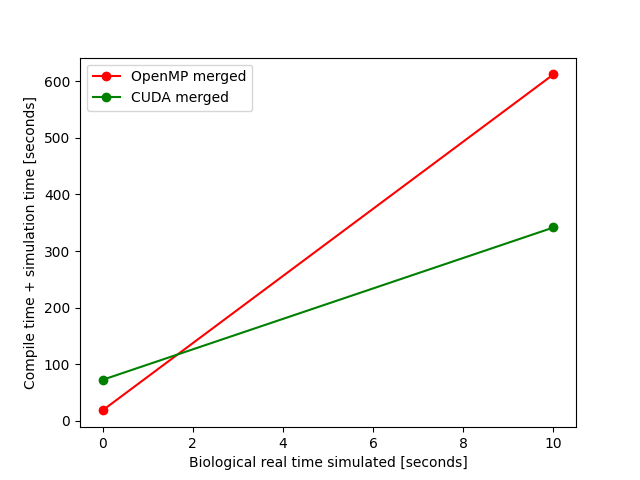 OpenMP merged
CUDA merged
Compile time + simulation time [seconds]
600
500
400
300
200
100
0
0 2 4 6 8 10
Biological real time simulated [seconds]